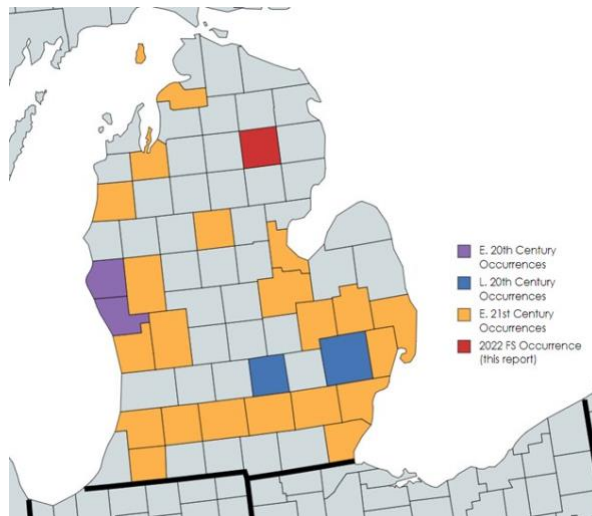 E. 20th Century
Occurrences
L. 20th Century
Occurrences
E. 21st Century
Occurrences
2022 FS Occurrence
(this report)